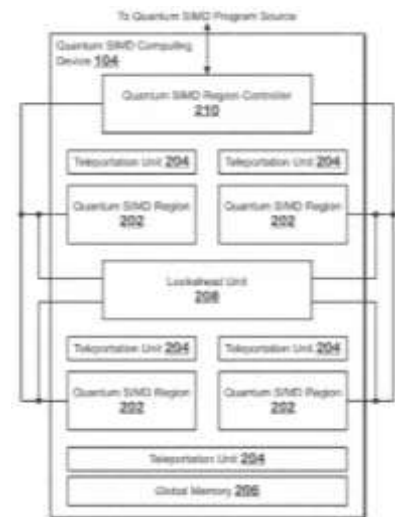 To Quantum SIMD Program Source
Quantum SIMD Computing
Device 104
Quantum SIMD Region Controller
210
Teleportation Unit 204
Teleportation Unit 204
Quantum SIMD Region
202
Quantum SIMD Region
202
Lookahead Unit
208
Teleportation Unit 204
Teleportation Unit 204
Quantum SIMD Region
202
Quantum SIMD Region
202
Teleportation Unit 204
Global Memory 206